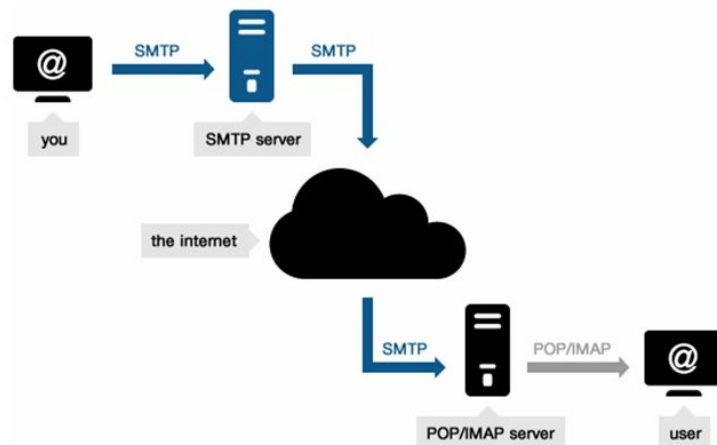 @
SMTP
SMTP
you
SMTP server
the internet
SMTP
POP/IMAP
@
POP/IMAP server
user